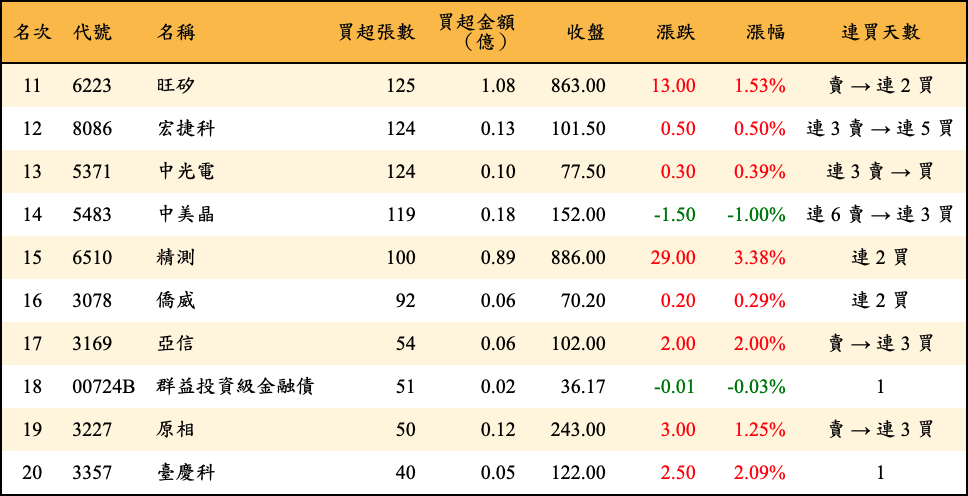 名次 代號 名稱 買超張數 買超金額（億） 收盤 漲跌 漲幅 連買天數
11 6223 旺矽 125 1.08 863.00 13.00 1.53% 賣 → 連 2 買
12 8086 宏捷科 124 0.13 101.50 0.50 0.50% 連 3 賣 → 連 5 買
13 5371 中光電 124 0.10 77.50 0.30 0.39% 連 3 賣 → 買
14 5483 中美晶 119 0.18 152.00 -1.50 -1.00% 連 6 賣 → 連 3 買
15 6510 精測 100 0.89 886.00 29.00 3.38% 連 2 買
16 3078 僑威 92 0.06 70.20 0.20 0.29% 連 2 買
17 3169 亞信 54 0.06 102.00 2.00 2.00% 賣 → 連 3 買
18 00724B 群益投資級金融債 51 0.02 36.17 -0.01 -0.03% 1
19 3227 原相 50 0.12 243.00 3.00 1.25% 賣 → 連 3 買
20 3357 臺慶科 40 0.05 122.00 2.50 2.09% 1